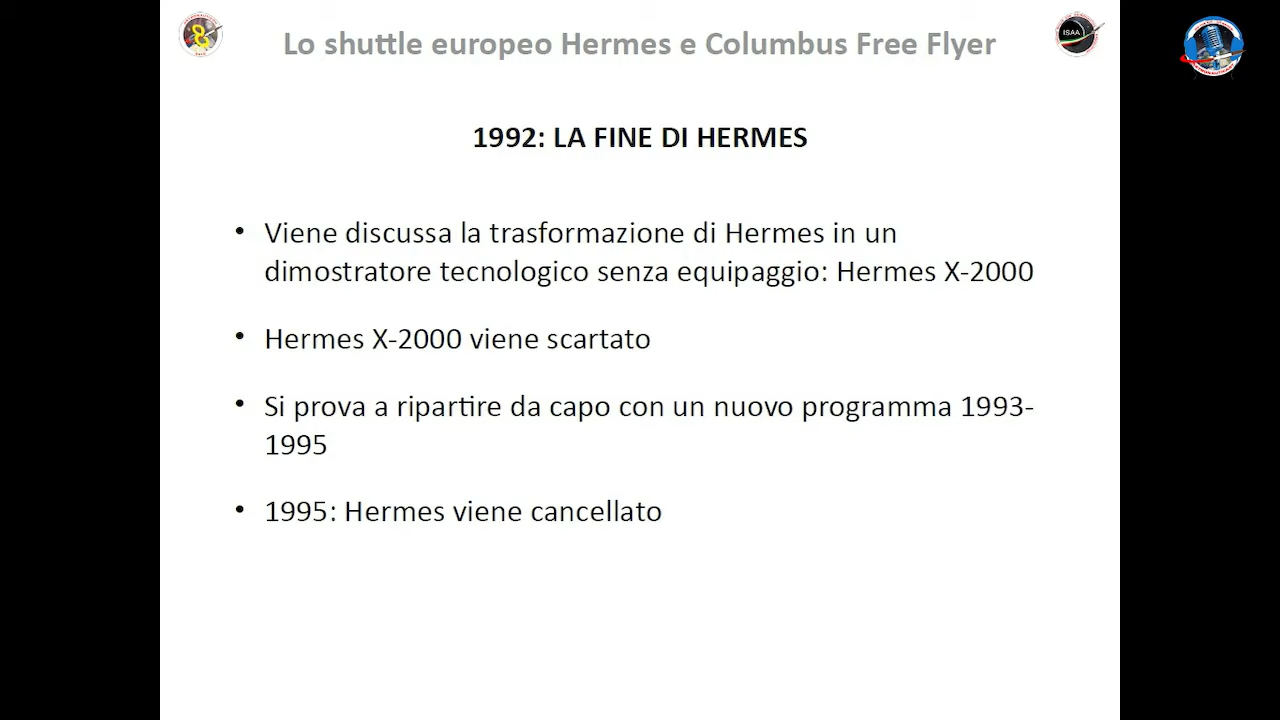 Lo shuttle europeo Hermes e Columbus Free Flyer
ISAA
1992: LA FINE DI HERMES
• Viene discussa la trasformazione di Hermes in un
dimostratore tecnologico senza equipaggio: Hermes X-2000
• Hermes X-2000 viene scartato
• Si prova a ripartire da capo con un nuovo programma 1993-
1995
• 1995: Hermes viene cancellato